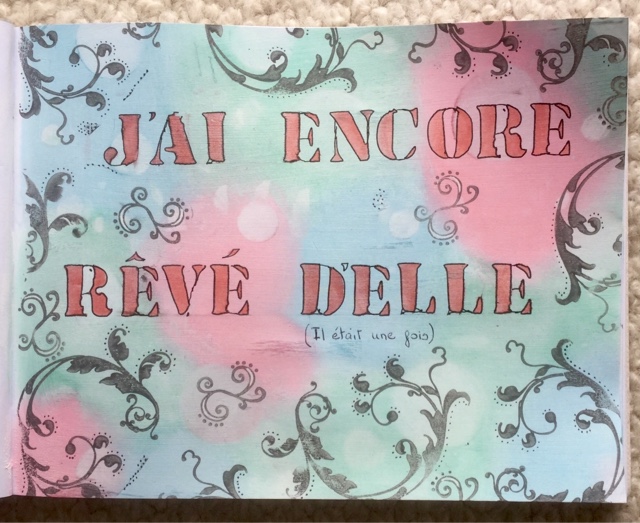 J'AI ENCORE
RÊVÉ D'ELLE
(Il était une fois)